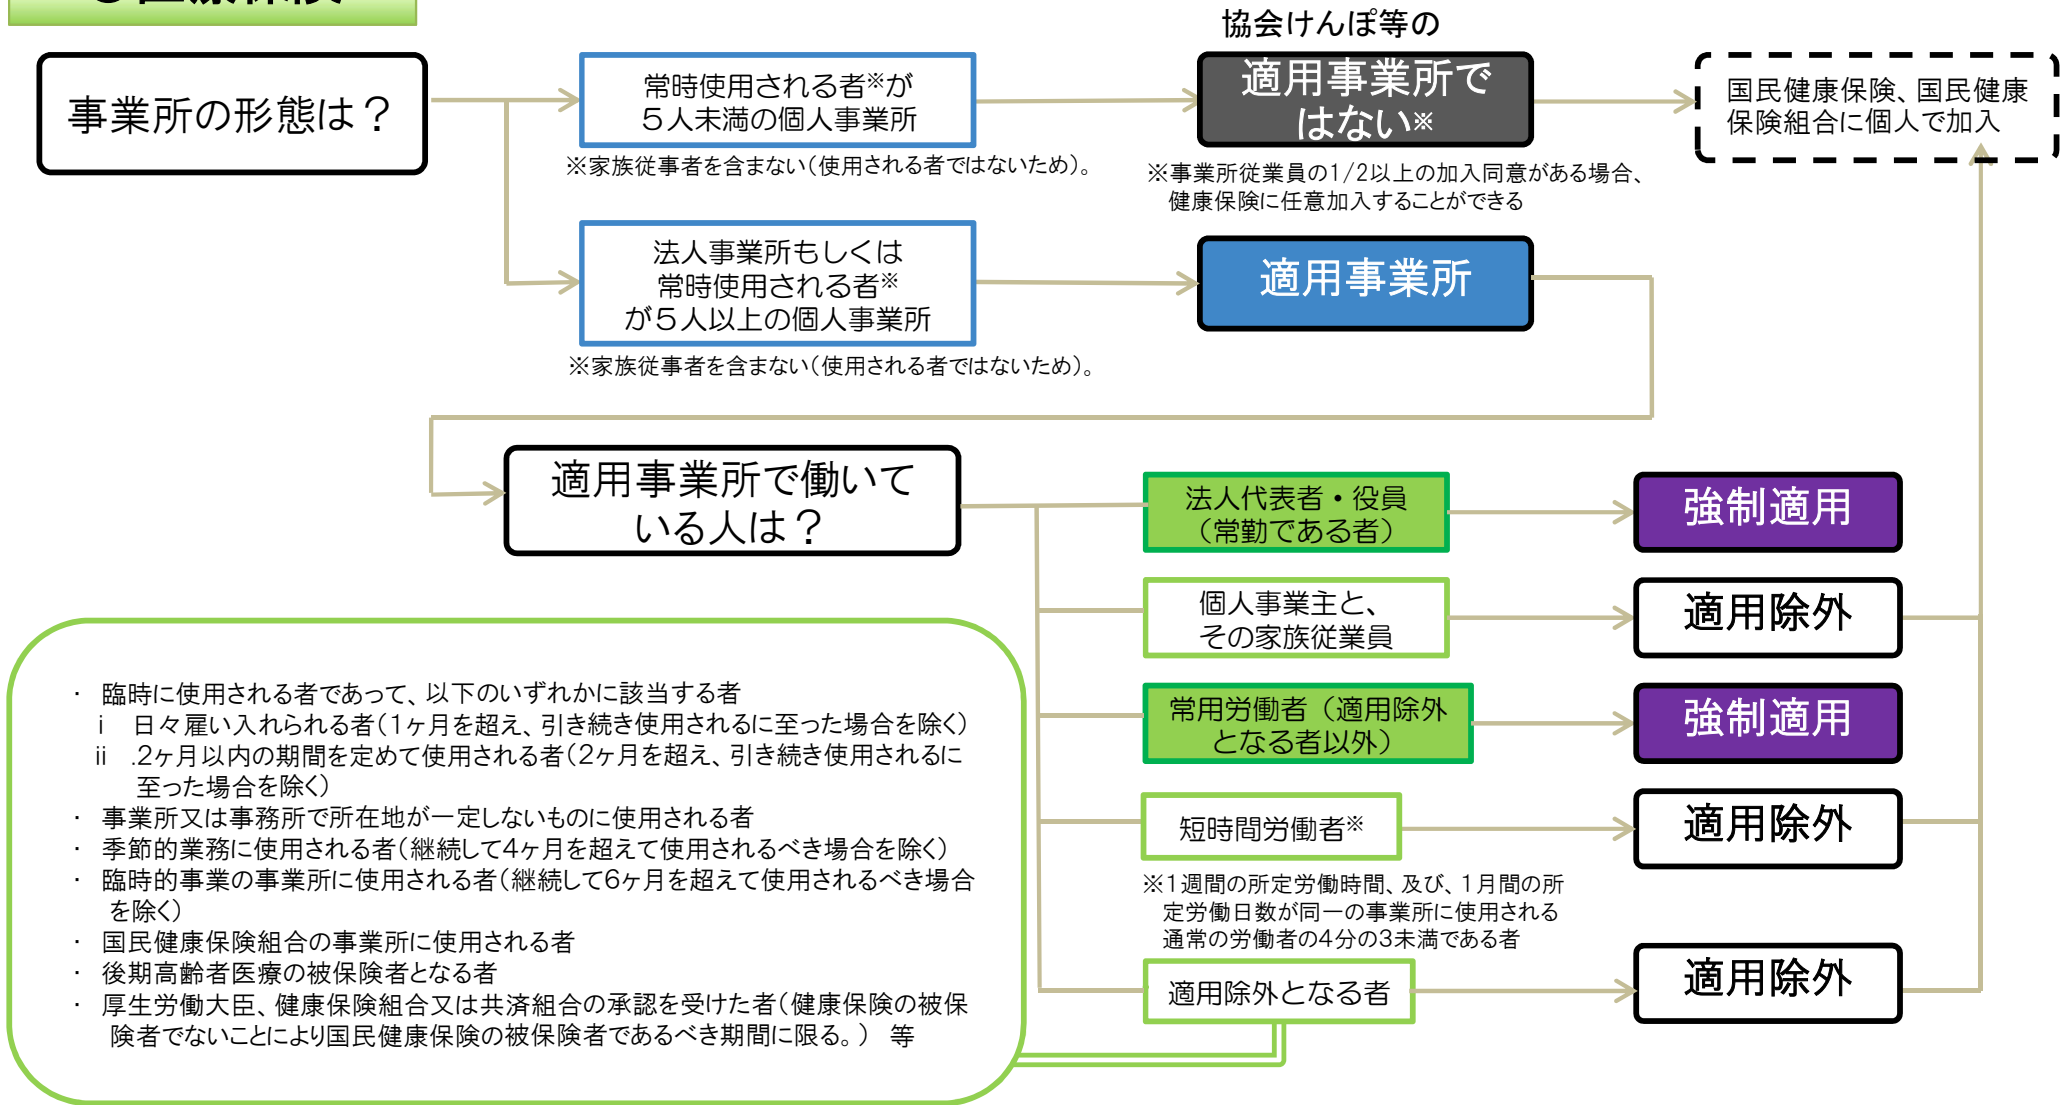 協会けんぽ等の
事業所の形態は？
常時使用される者※が
５人未満の個人事業所
※家族従事者を含まない（使用される者ではないため）。
適用事業所で
はない※
※事業所従業員の1/2以上の加入同意がある場合、
健康保険に任意加入することができる
国民健康保険、国民健康
保険組合に個人で加入
法人事業所もしくは
常時使用される者※
が５人以上の個人事業所
※家族従事者を含まない（使用される者ではないため）。
適用事業所
適用事業所で働いて
いる人は？
法人代表者・役員
（常勤である者）
強制適用
個人事業主と、
その家族従業員
適用除外
常用労働者（適用除外
となる者以外）
強制適用
短時間労働者※
適用除外
※１週間の所定労働時間、及び、１月間の所
定労働日数が同一の事業所に使用される
通常の労働者の4分の3未満である者
適用除外となる者
適用除外
・ 臨時に使用される者であって、以下のいずれかに該当する者
ⅰ 日々雇い入れられる者（1ヶ月を超え、引き続き使用されるに至った場合を除く）
ⅱ .2ヶ月以内の期間を定めて使用される者（2ヶ月を超え、引き続き使用されるに
至った場合を除く）
・ 事業所又は事務所で所在地が一定しないものに使用される者
・ 季節的業務に使用される者（継続して4ヶ月を超えて使用されるべき場合を除く）
・ 臨時的事業の事業所に使用される者（継続して6ヶ月を超えて使用されるべき場合
を除く）
・ 国民健康保険組合の事業所に使用される者
・ 後期高齢者医療の被保険者となる者
・ 厚生労働大臣、健康保険組合又は共済組合の承認を受けた者（健康保険の被保
険者でないことにより国民健康保険の被保険者であるべき期間に限る。） 等